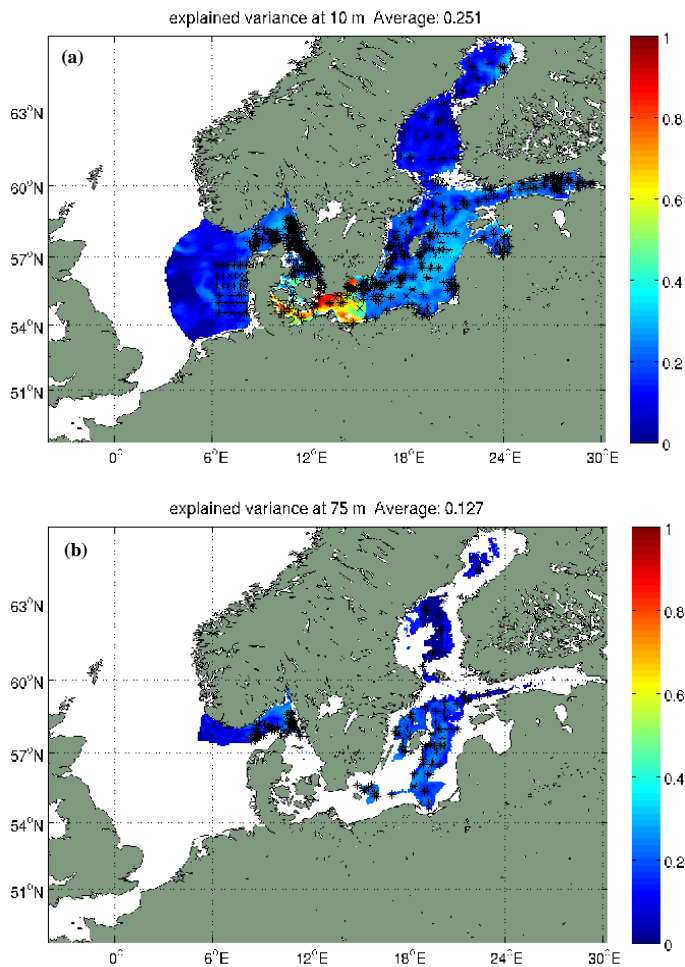 explained variance at 10 m  Average: 0.251
(a)
63°N
60°N
57°N
54°N
51°N
0°
6°E
12°E
18°E
24°E
30°E
1
0.8
0.6
0.4
0.2
0
explained variance at 75 m  Average: 0.127
(b)
63°N
60°N
57°N
54°N
51°N
0°
6°E
12°E
18°E
24°E
30°E
1
0.8
0.6
0.4
0.2
0